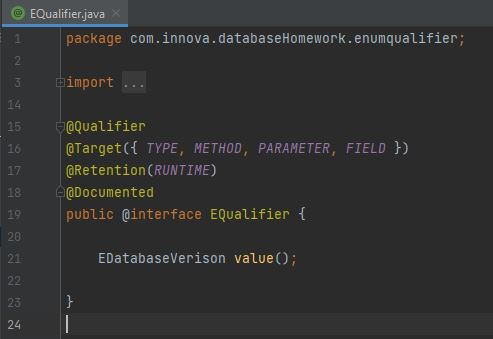 EQualifier.java
1 package com.innova.databaseHomework.enumqualifier;
2
3 import ...
14
15 @Qualifier
16 @Target({ TYPE, METHOD, PARAMETER, FIELD })
17 @Retention(RUNTIME)
18 @Documented
19 public @interface EQualifier {
20
21 EDatabaseVerison value();
22
23 }
24